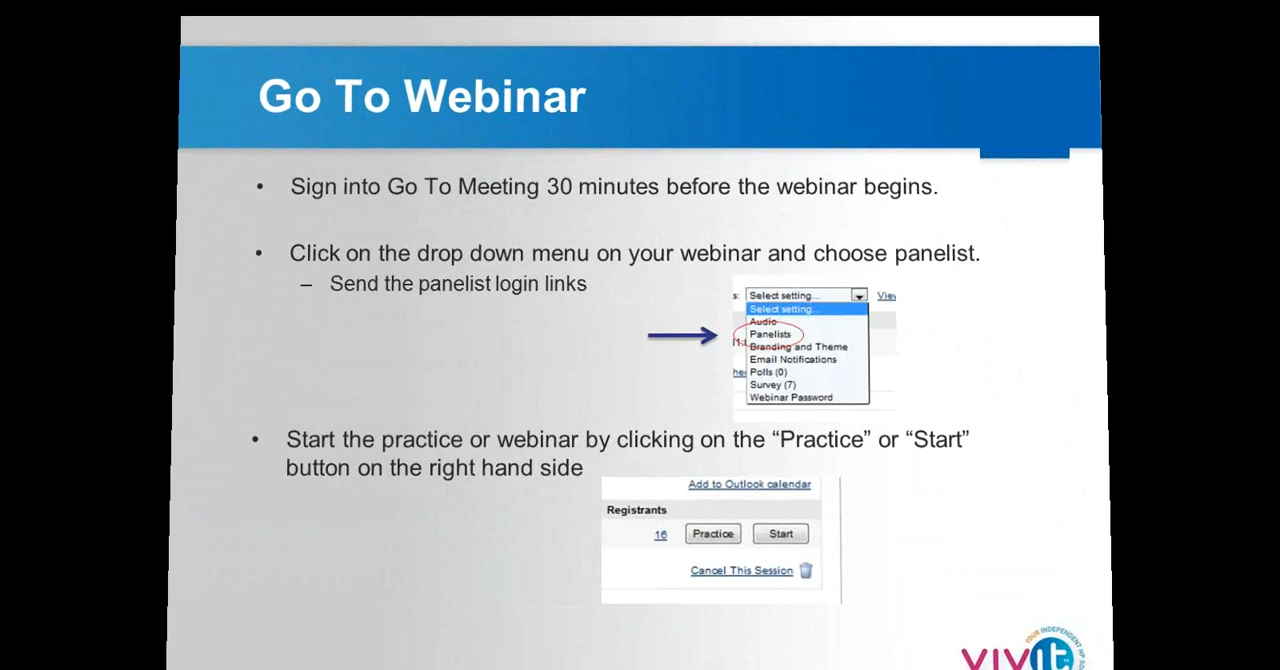 Go To Webinar
• Sign into Go To Meeting 30 minutes before the webinar begins.
• Click on the drop down menu on your webinar and choose panelist.
– Send the panelist login links
s: Select setting... View
Select setting...
Audio
Panelists
Branding and Theme
Email Notifications
Polls (0)
Survey (7)
Webinar Password
• Start the practice or webinar by clicking on the “Practice” or “Start”
button on the right hand side
Add to Outlook calendar
Registrants
16 Practice Start
Cancel This Session
YOUR INDEPENDENT HP
vivit